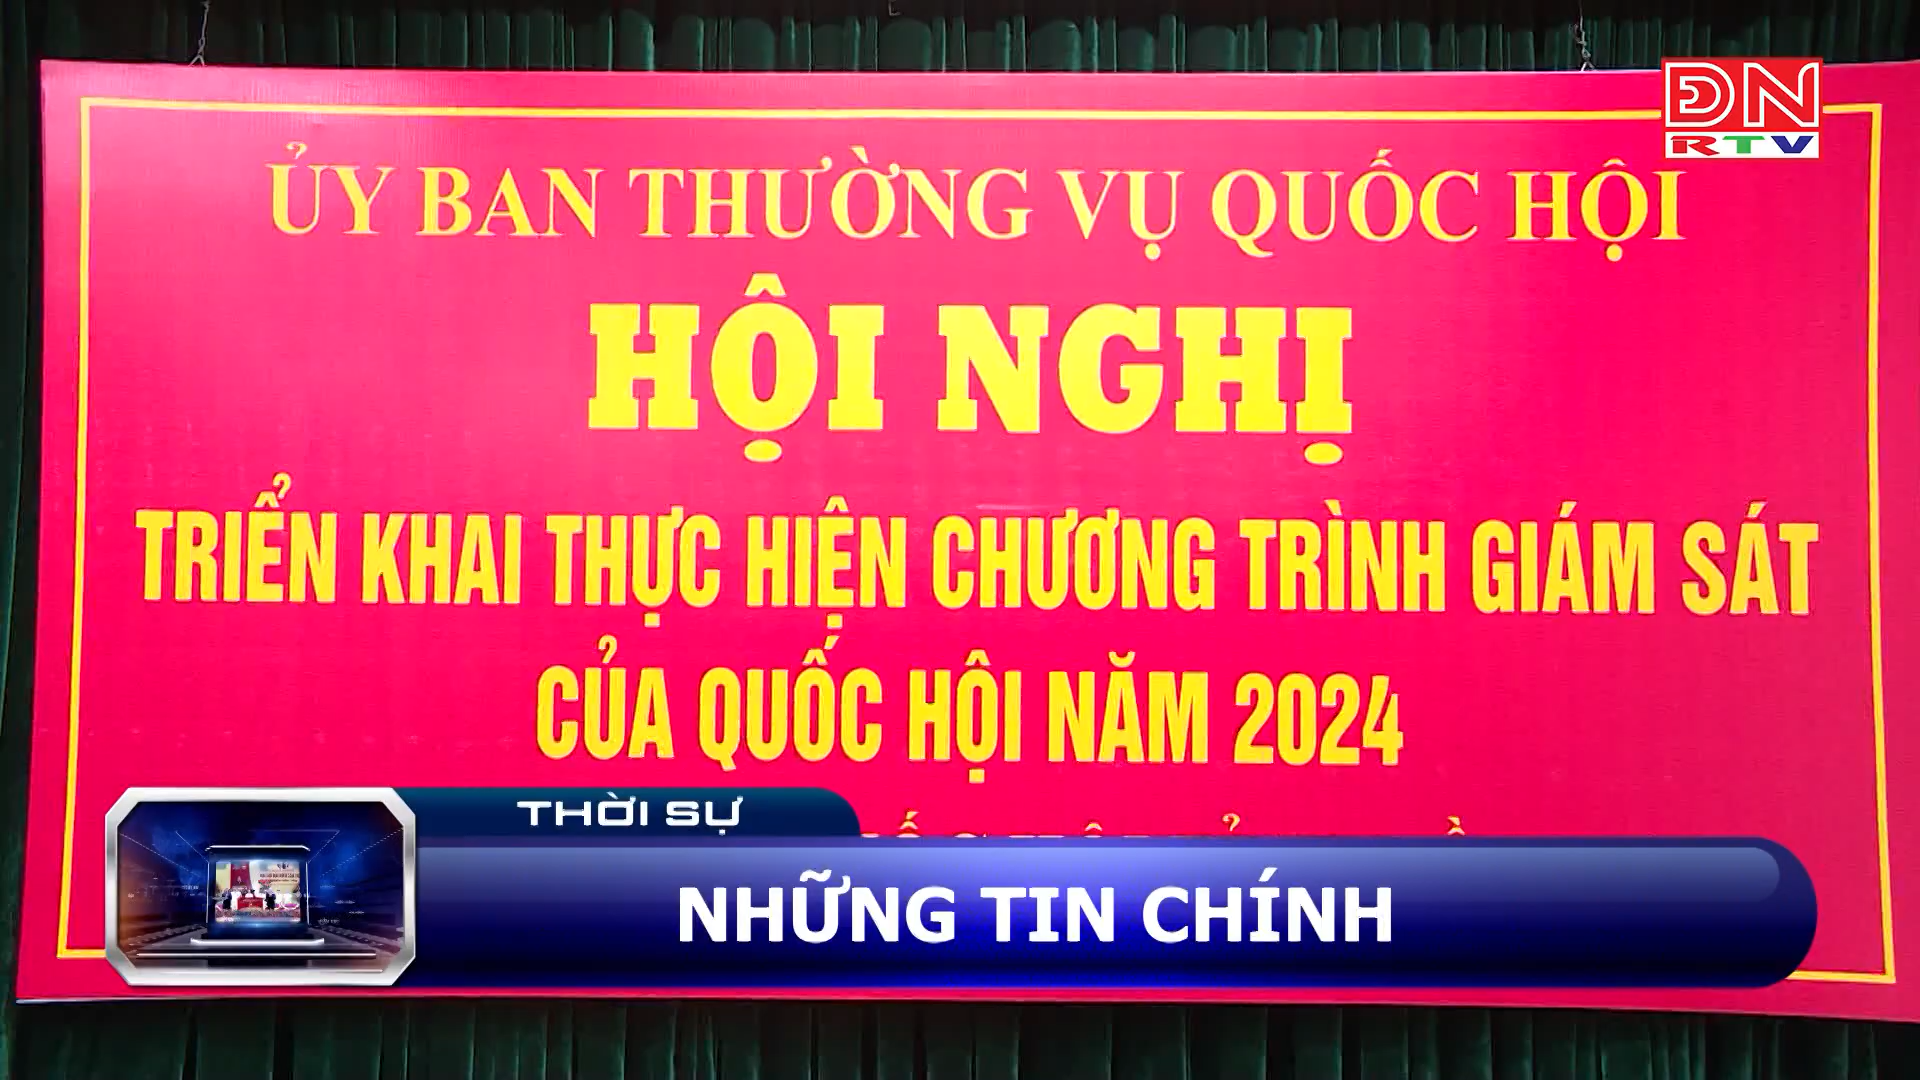 ĐN
RTV
ỦY BAN THƯỜNG VỤ QUỐC HỘI
HỘI NGHỊ
TRIỂN KHAI THỰC HIỆN CHƯƠNG TRÌNH GIÁM SÁT
CỦA QUỐC HỘI NĂM 2024
THỜI SỰ
NHỮNG TIN CHÍNH